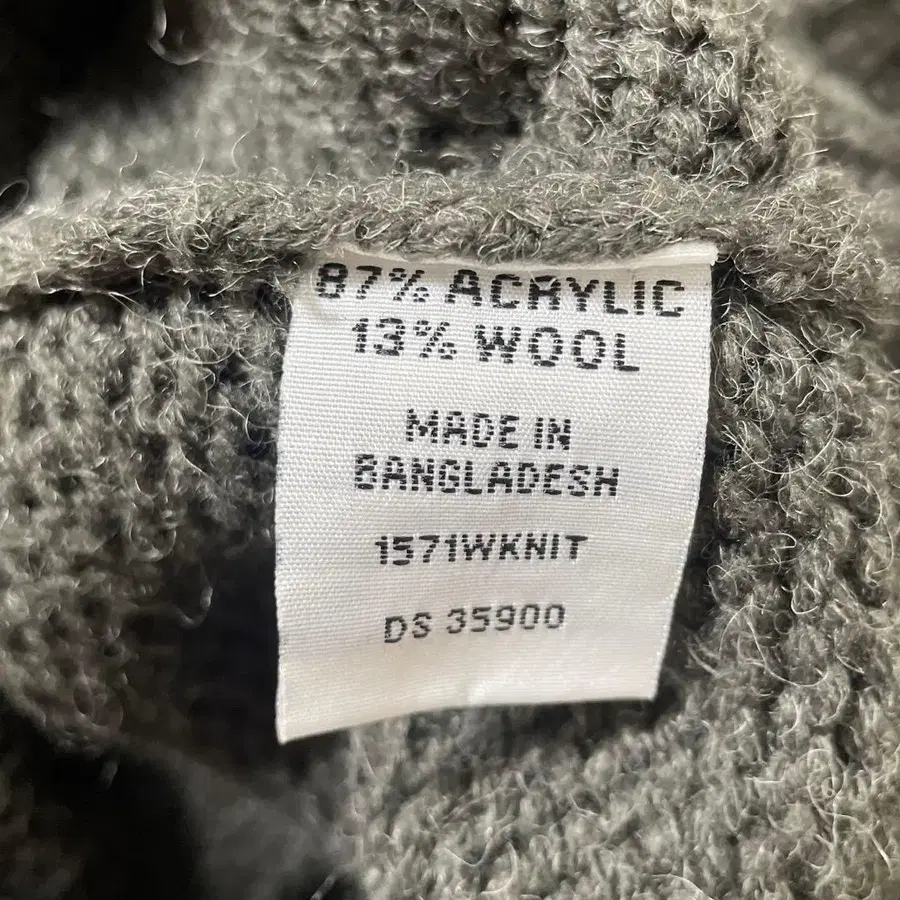 87% ACRYLIC
13% WOOL
MADE IN
BANGLADESH
1571WKNIT
DS 35900